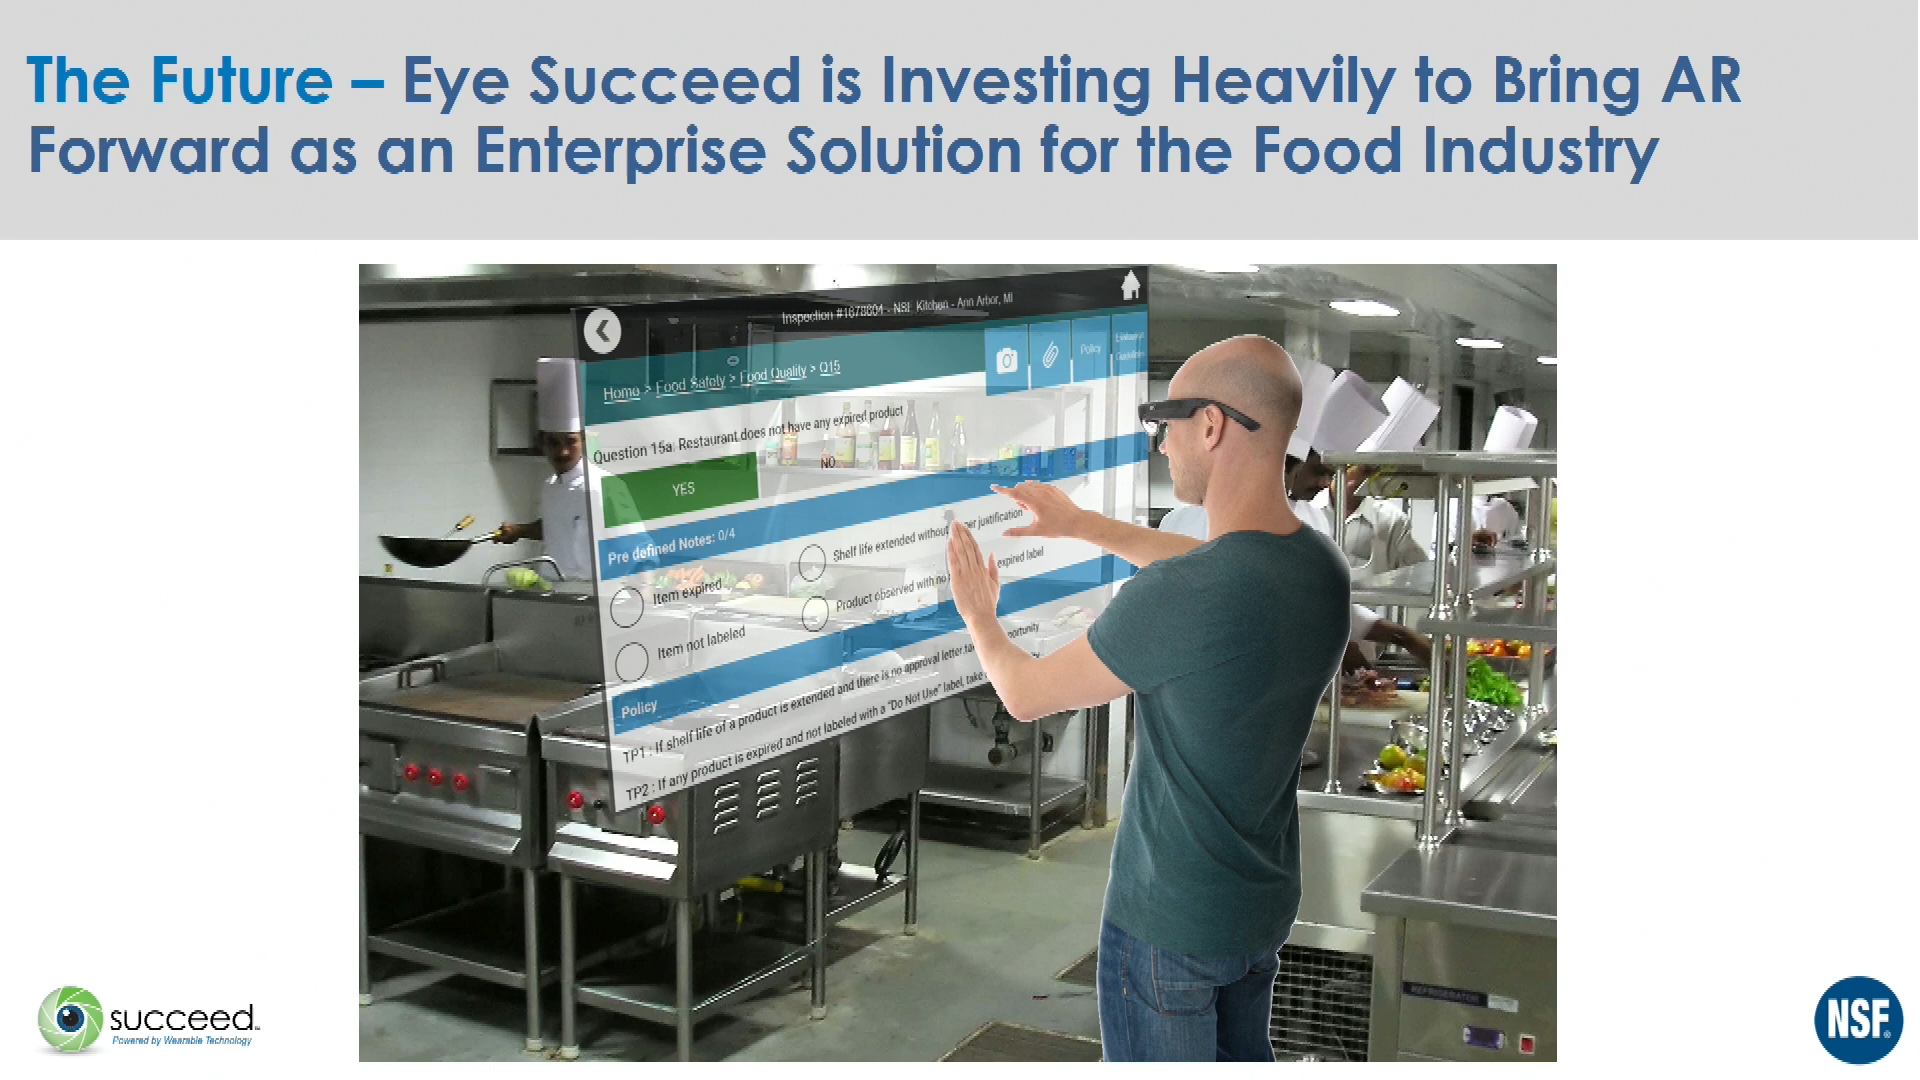 The Future – Eye Succeed is Investing Heavily to Bring AR
Forward as an Enterprise Solution for the Food Industry
Inspection #1678804 - NSF Kitchen - Ann Arbor, MI
Home > Food Safety > Food Quality > Q15
Policy
Guidelines
Question 15a: Restaurant does not have any expired product
YES
NO
Pre defined Notes: 0/4
Item expired
Shelf life extended without justification
Item not labeled
Product observed with no expired label
Policy
TP1 : If shelf life of a product is extended and there is no approval letter,
TP2 : If any product is expired and not labeled with a "Do Not Use" label, take
REFRIGERATOR
succeed
Powered by Wearable Technology
NSF®